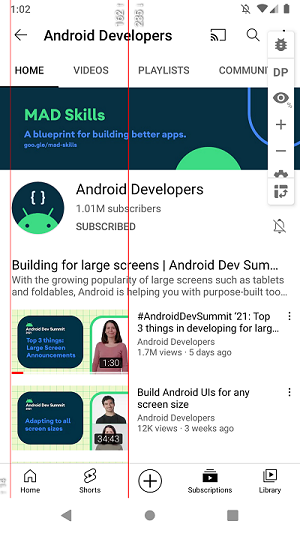 1:02
Android Developers
HOME
VIDEOS
PLAYLISTS
COMMUN
DP
MAD Skills
A blueprint for building better apps.
goo.gle/mad-skills
Android Developers
1.01M subscribers
SUBSCRIBED
Building for large screens | Android Dev Sum...
With the growing popularity of large screens such as tablets
and foldables, Android is helping you with purpose-built too...
Android Dev Summit
Top 3 things:
Large Screen
Announcements
1:30
#AndroidDevSummit '21: Top
3 things in developing for larg...
Android Developers
1.7M views · 5 days ago
Android Dev Summit
Adapting to all
screen sizes
34:43
Build Android UIs for any
screen size
Android Developers
12K views · 3 weeks ago
Home
Shorts
Subscriptions
Library